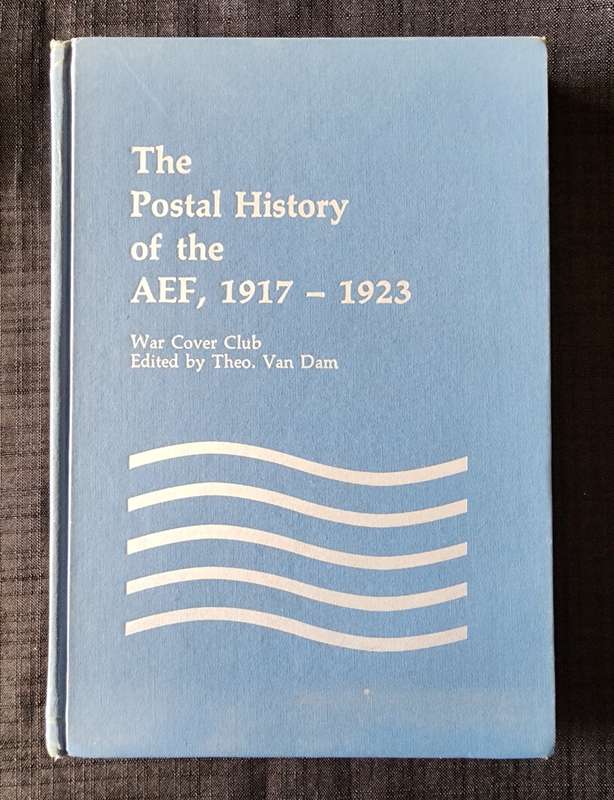 The
Postal History
of the
AEF, 1917 – 1923
War Cover Club
Edited by Theo. Van Dam